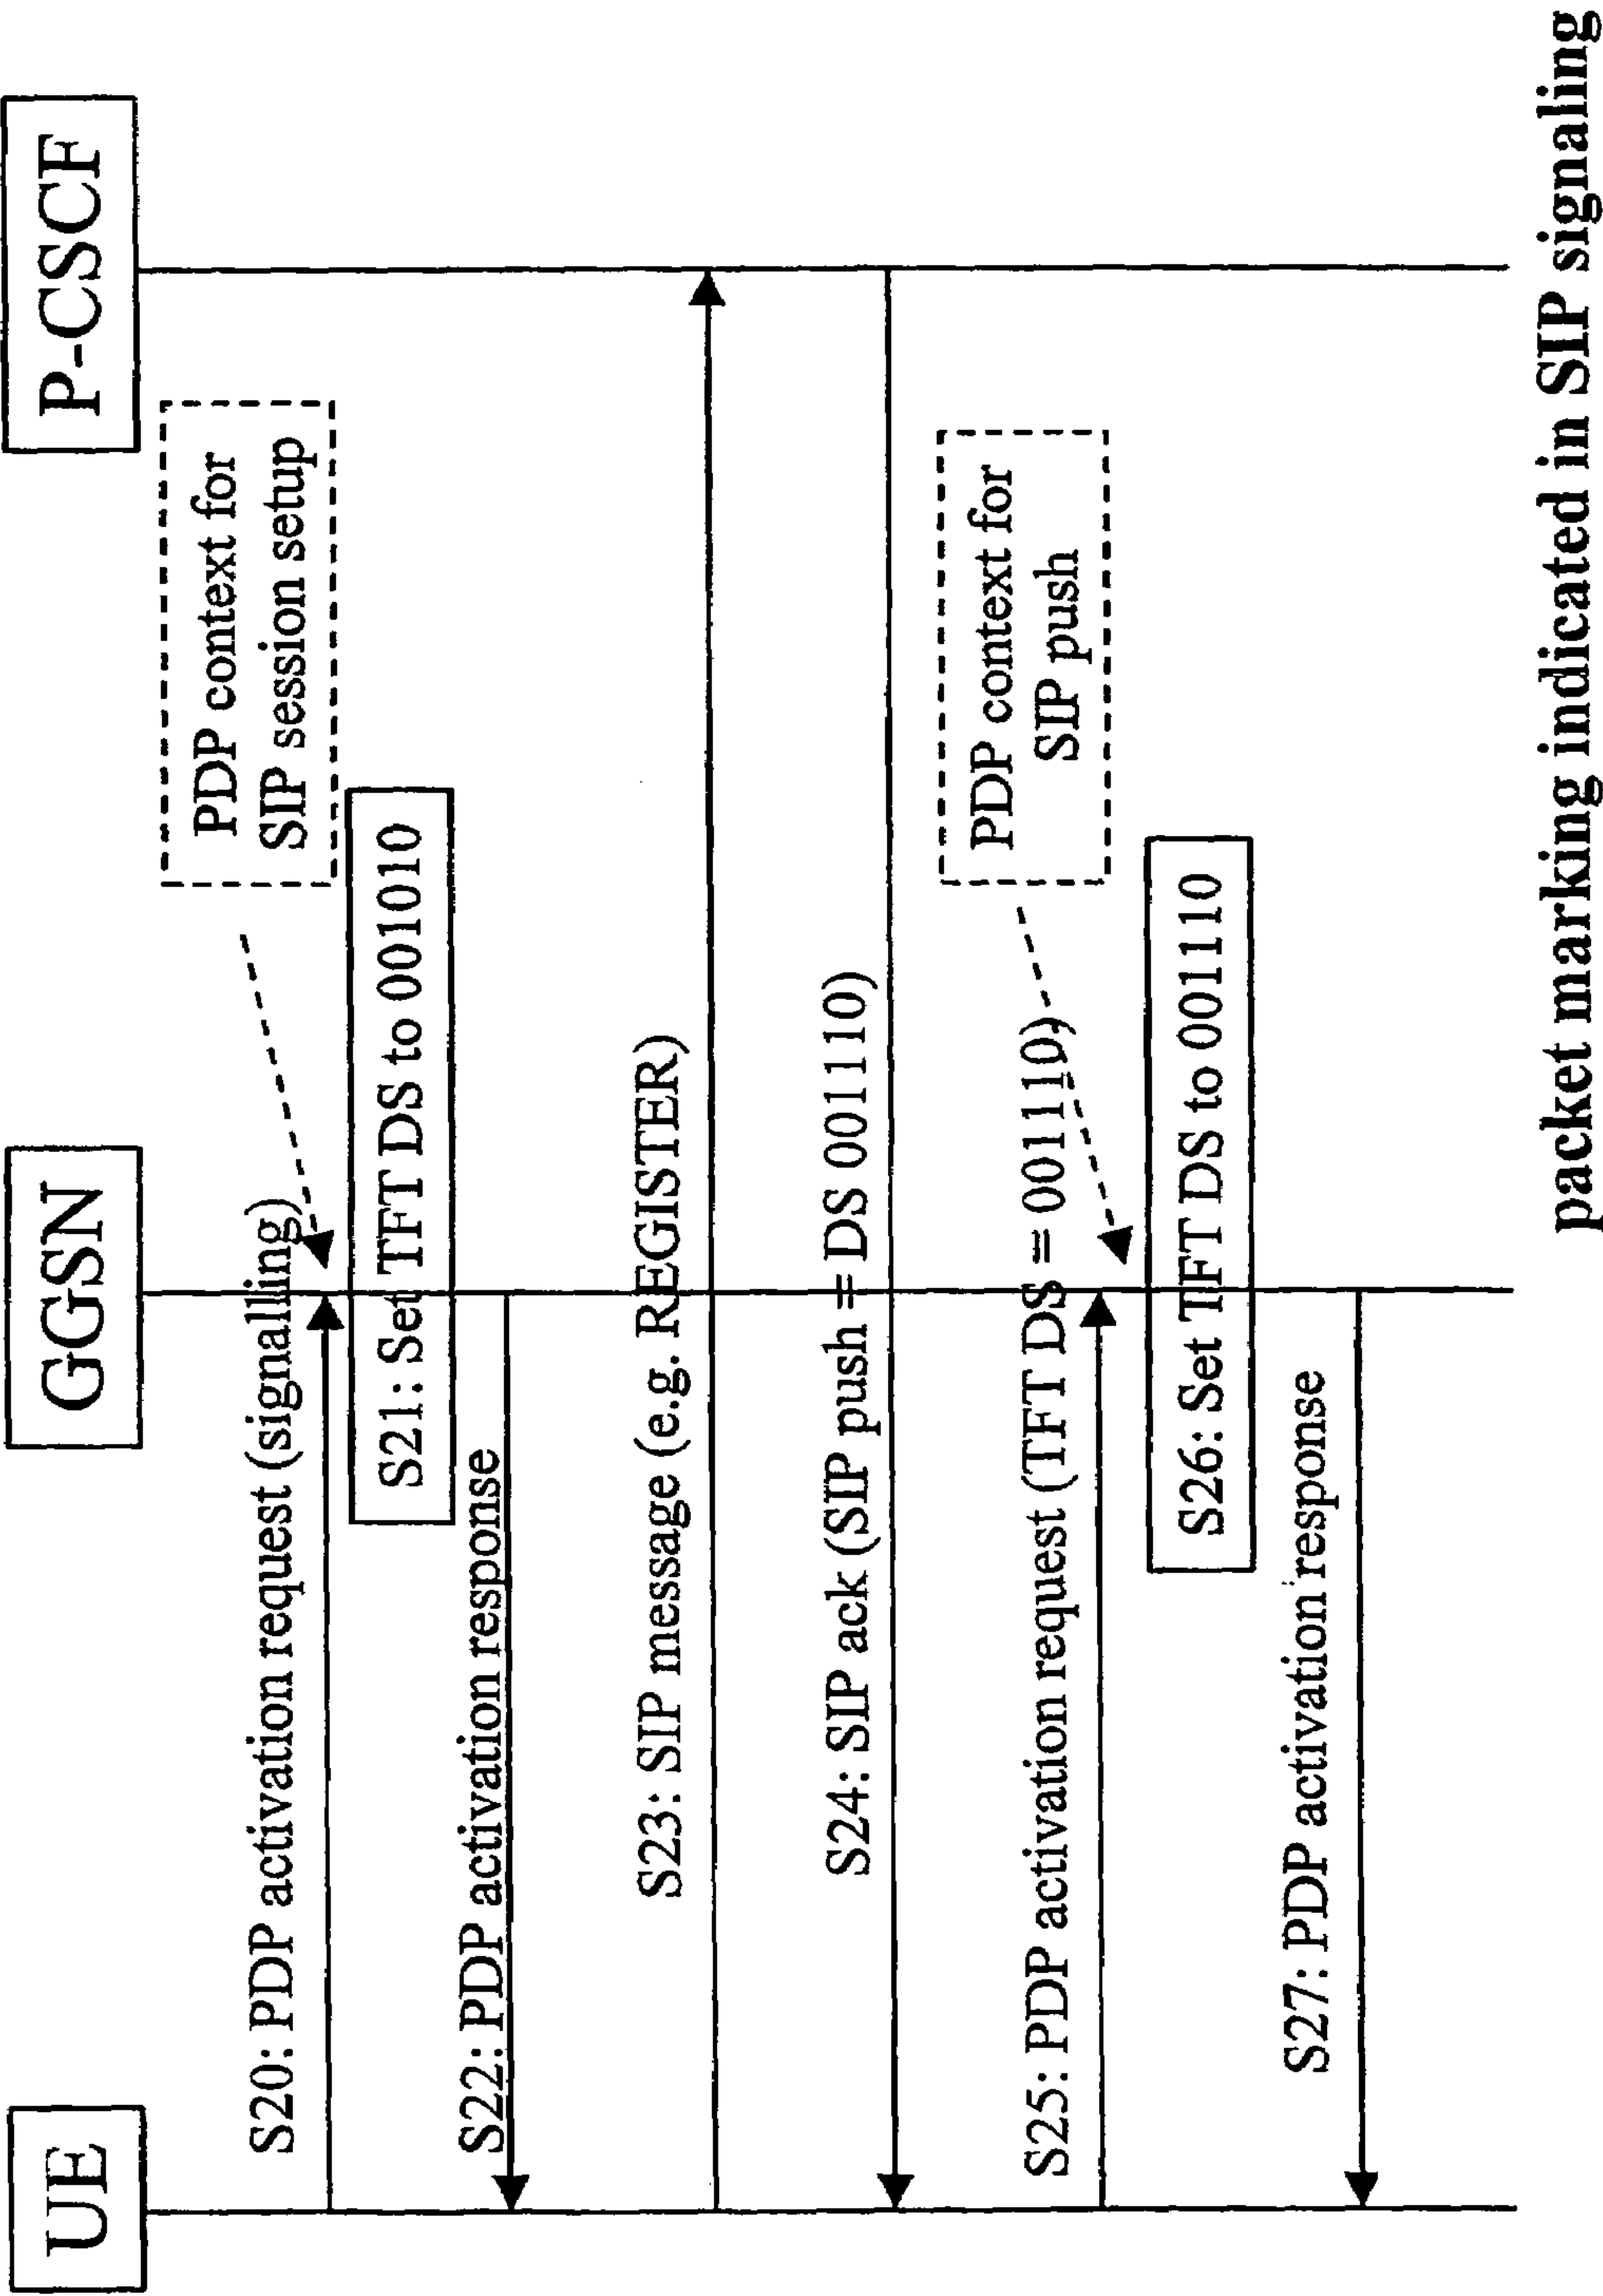 UE
GGSN
P-CSCF
PDP context for
SIP session setup
S20: PDP activation request (signalling)
S21: Set TFT DS to 001010
S22: PDP activation response
S23: SIP message (e.g. REGISTER)
S24: SIP ack (SIP push = DS 001110)
PDP context for
SIP push
S25: PDP activation request (TFT DS = 001110)
S26: Set TFT DS to 001110
S27: PDP activation response
packet marking indicated in SIP signaling